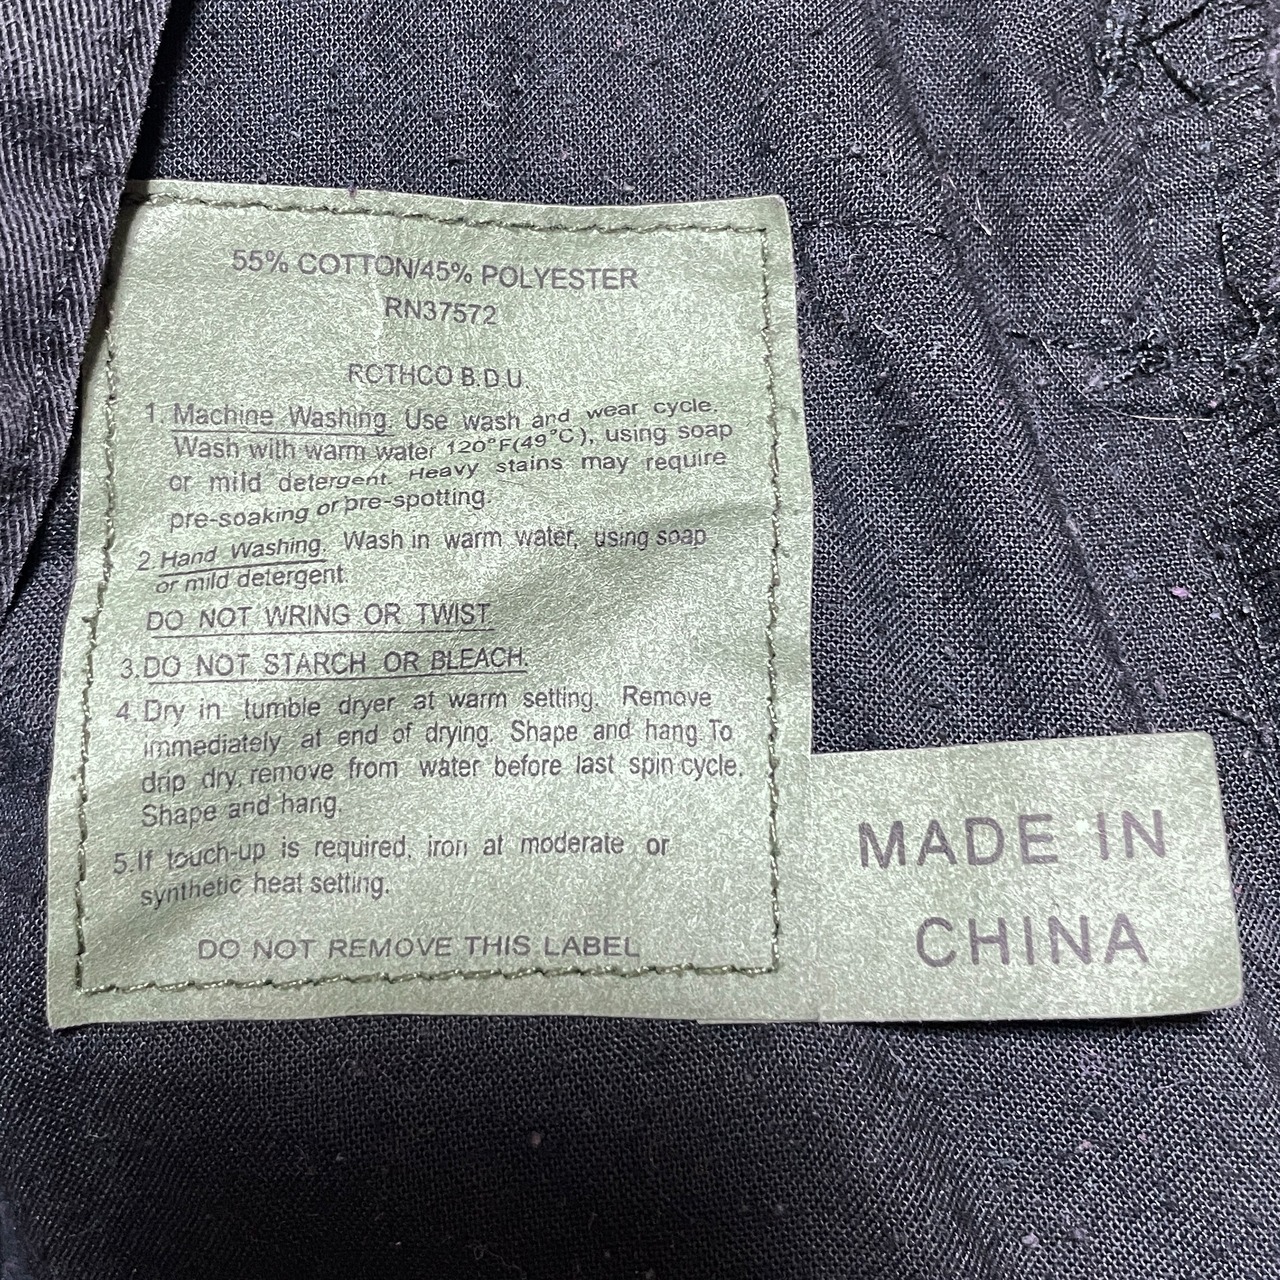 55% COTTON/45% POLYESTER
RN37572
ROTHCO B.D.U.
1. Machine Washing. Use wash and wear cycle.
Wash with warm water 120°F(49°C), using soap
or mild detergent. Heavy stains may require
pre-soaking or pre-spotting.
2. Hand Washing. Wash in warm water, using soap
or mild detergent.
DO NOT WRING OR TWIST
3. DO NOT STARCH OR BLEACH.
4. Dry in tumble dryer at warm setting. Remove
immediately at end of drying. Shape and hang. To
drip dry, remove from water before last spin cycle.
Shape and hang.
5. If touch-up is required, iron at moderate or
synthetic heat setting.
DO NOT REMOVE THIS LABEL
MADE IN
CHINA